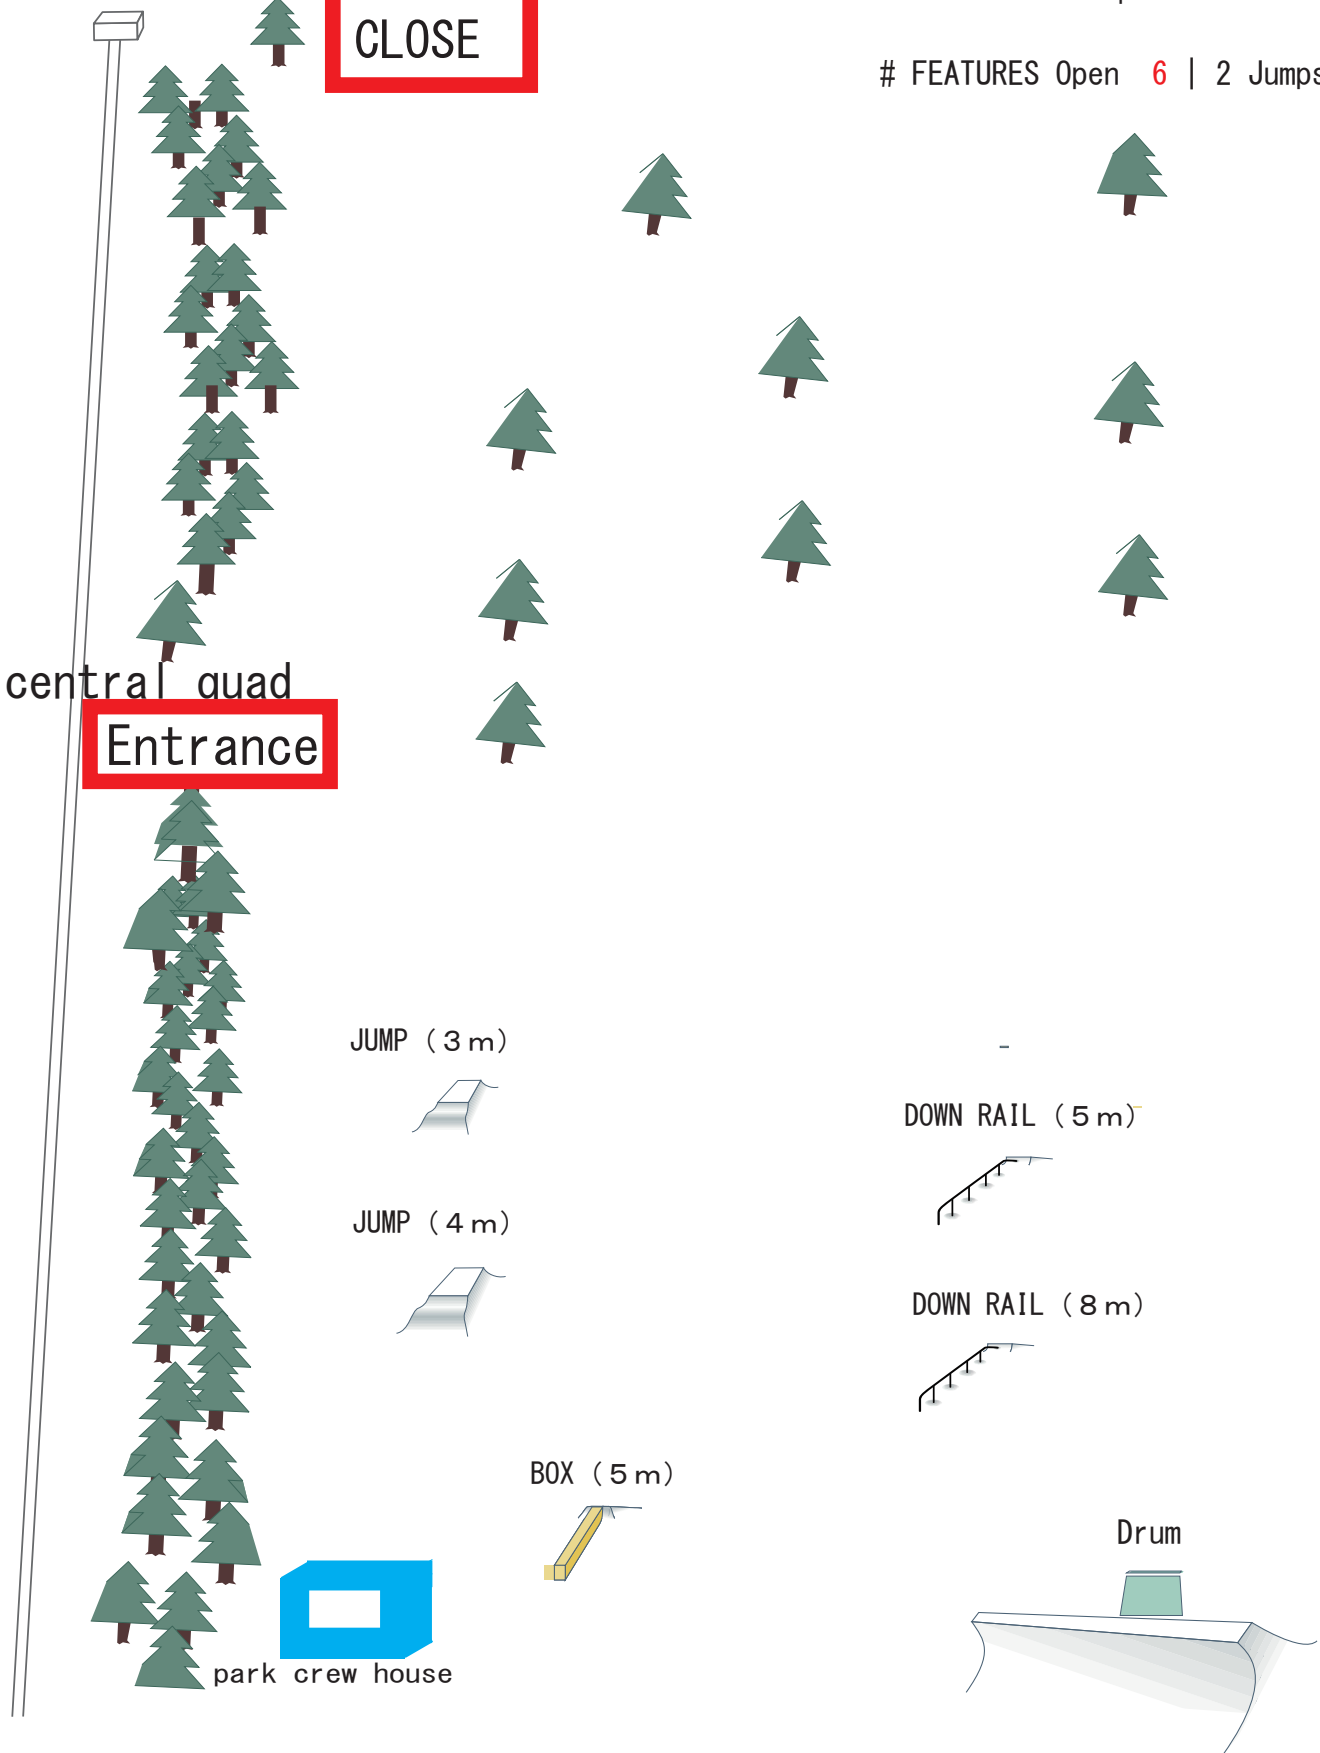 CLOSE
# FEATURES Open 6 | 2 Jumps
central quad
Entrance
JUMP (3m)
-
DOWN RAIL (5m)
JUMP (4m)
DOWN RAIL (8m)
BOX (5m)
Drum
park crew house